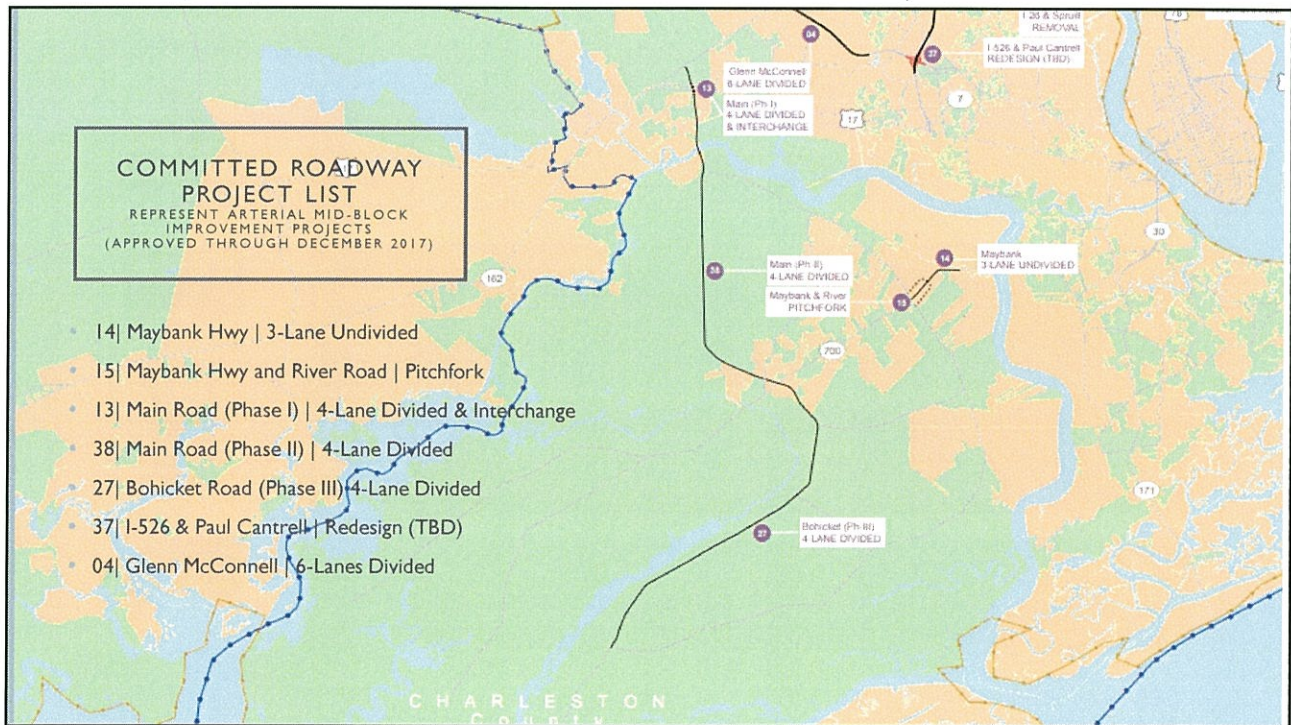 COMMITTED ROADWAY
PROJECT LIST
REPRESENT ARTERIAL MID-BLOCK
IMPROVEMENT PROJECTS
(APPROVED THROUGH DECEMBER 2017)
162
14| Maybank Hwy | 3-Lane Undivided
15| Maybank Hwy and River Road | Pitchfork
13| Main Road (Phase I) | 4-Lane Divided & Interchange
38| Main Road (Phase II) | 4-Lane Divided
27| Bohicket Road (Phase III) 4-Lane Divided
37| I-526 & Paul Cantrell | Redesign (TBD)
04| Glenn McConnell | 6-Lanes Divided
04
Glenn McConnell
6-LANE DIVIDED
13
Main (Ph I)
4-LANE DIVIDED
& INTERCHANGE
REMOVAL
37
I-526 & Paul Cantrell
REDESIGN (TBD)
7
17
30
38
Main (Ph II)
4-LANE DIVIDED
14
Maybank
3-LANE UNDIVIDED
Maybank & River
PITCHFORK
15
700
171
27
Bohicket (Ph III)
4 LANE DIVIDED
CHARLESTON
County